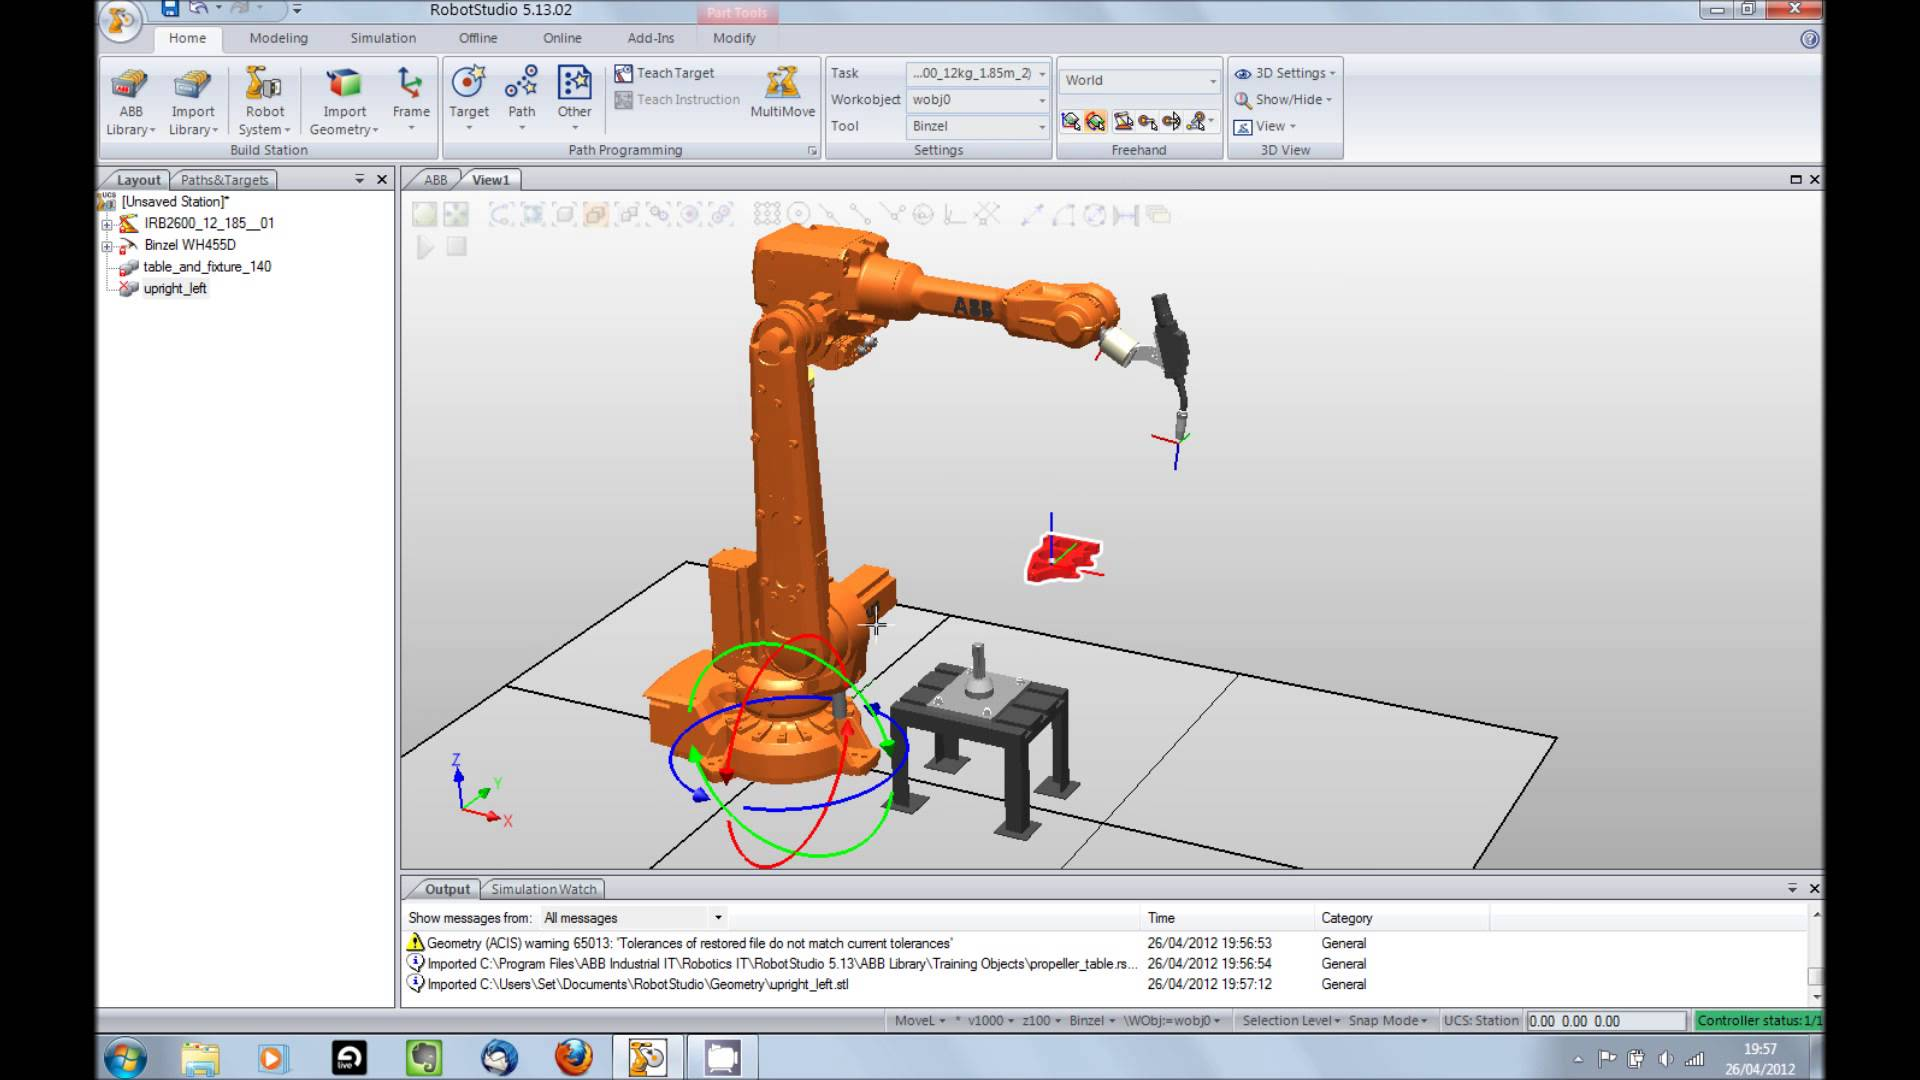 RobotStudio 5.13.02
Part Tools
Home Modeling Simulation Offline Online Add-Ins Modify
ABB Library
Import Library
Robot System
Import Geometry
Frame
Build Station
Target
Path
Other
Teach Target
Teach Instruction
MultiMove
Path Programming
Task ...00_12kg_1.85m_2)
Workobject wobj0
Tool Binzel
Settings
World
Freehand
3D Settings
Show/Hide
View
3D View
Layout Paths&Targets
UCS [Unsaved Station]*
IRB2600_12_185__01
Binzel WH455D
table_and_fixture_140
upright_left
ABB View1
ABB
Z
Y
X
Output Simulation Watch
Show messages from: All messages Time Category
Geometry (ACIS) warning 65013: 'Tolerances of restored file do not match current tolerances' 26/04/2012 19:56:53 General
Imported C:\Program Files\ABB Industrial IT\Robotics IT\RobotStudio 5.13\ABB Library\Training Objects\propeller_table.rs... 26/04/2012 19:56:54 General
Imported C:\Users\Set\Documents\RobotStudio\Geometry\upright_left.stl 26/04/2012 19:57:12 General
MoveL * v1000 z100 Binzel \WObj:=wobj0 Selection Level Snap Mode UCS: Station 0.00 0.00 0.00 Controller status: 1/1
live
19:57
26/04/2012